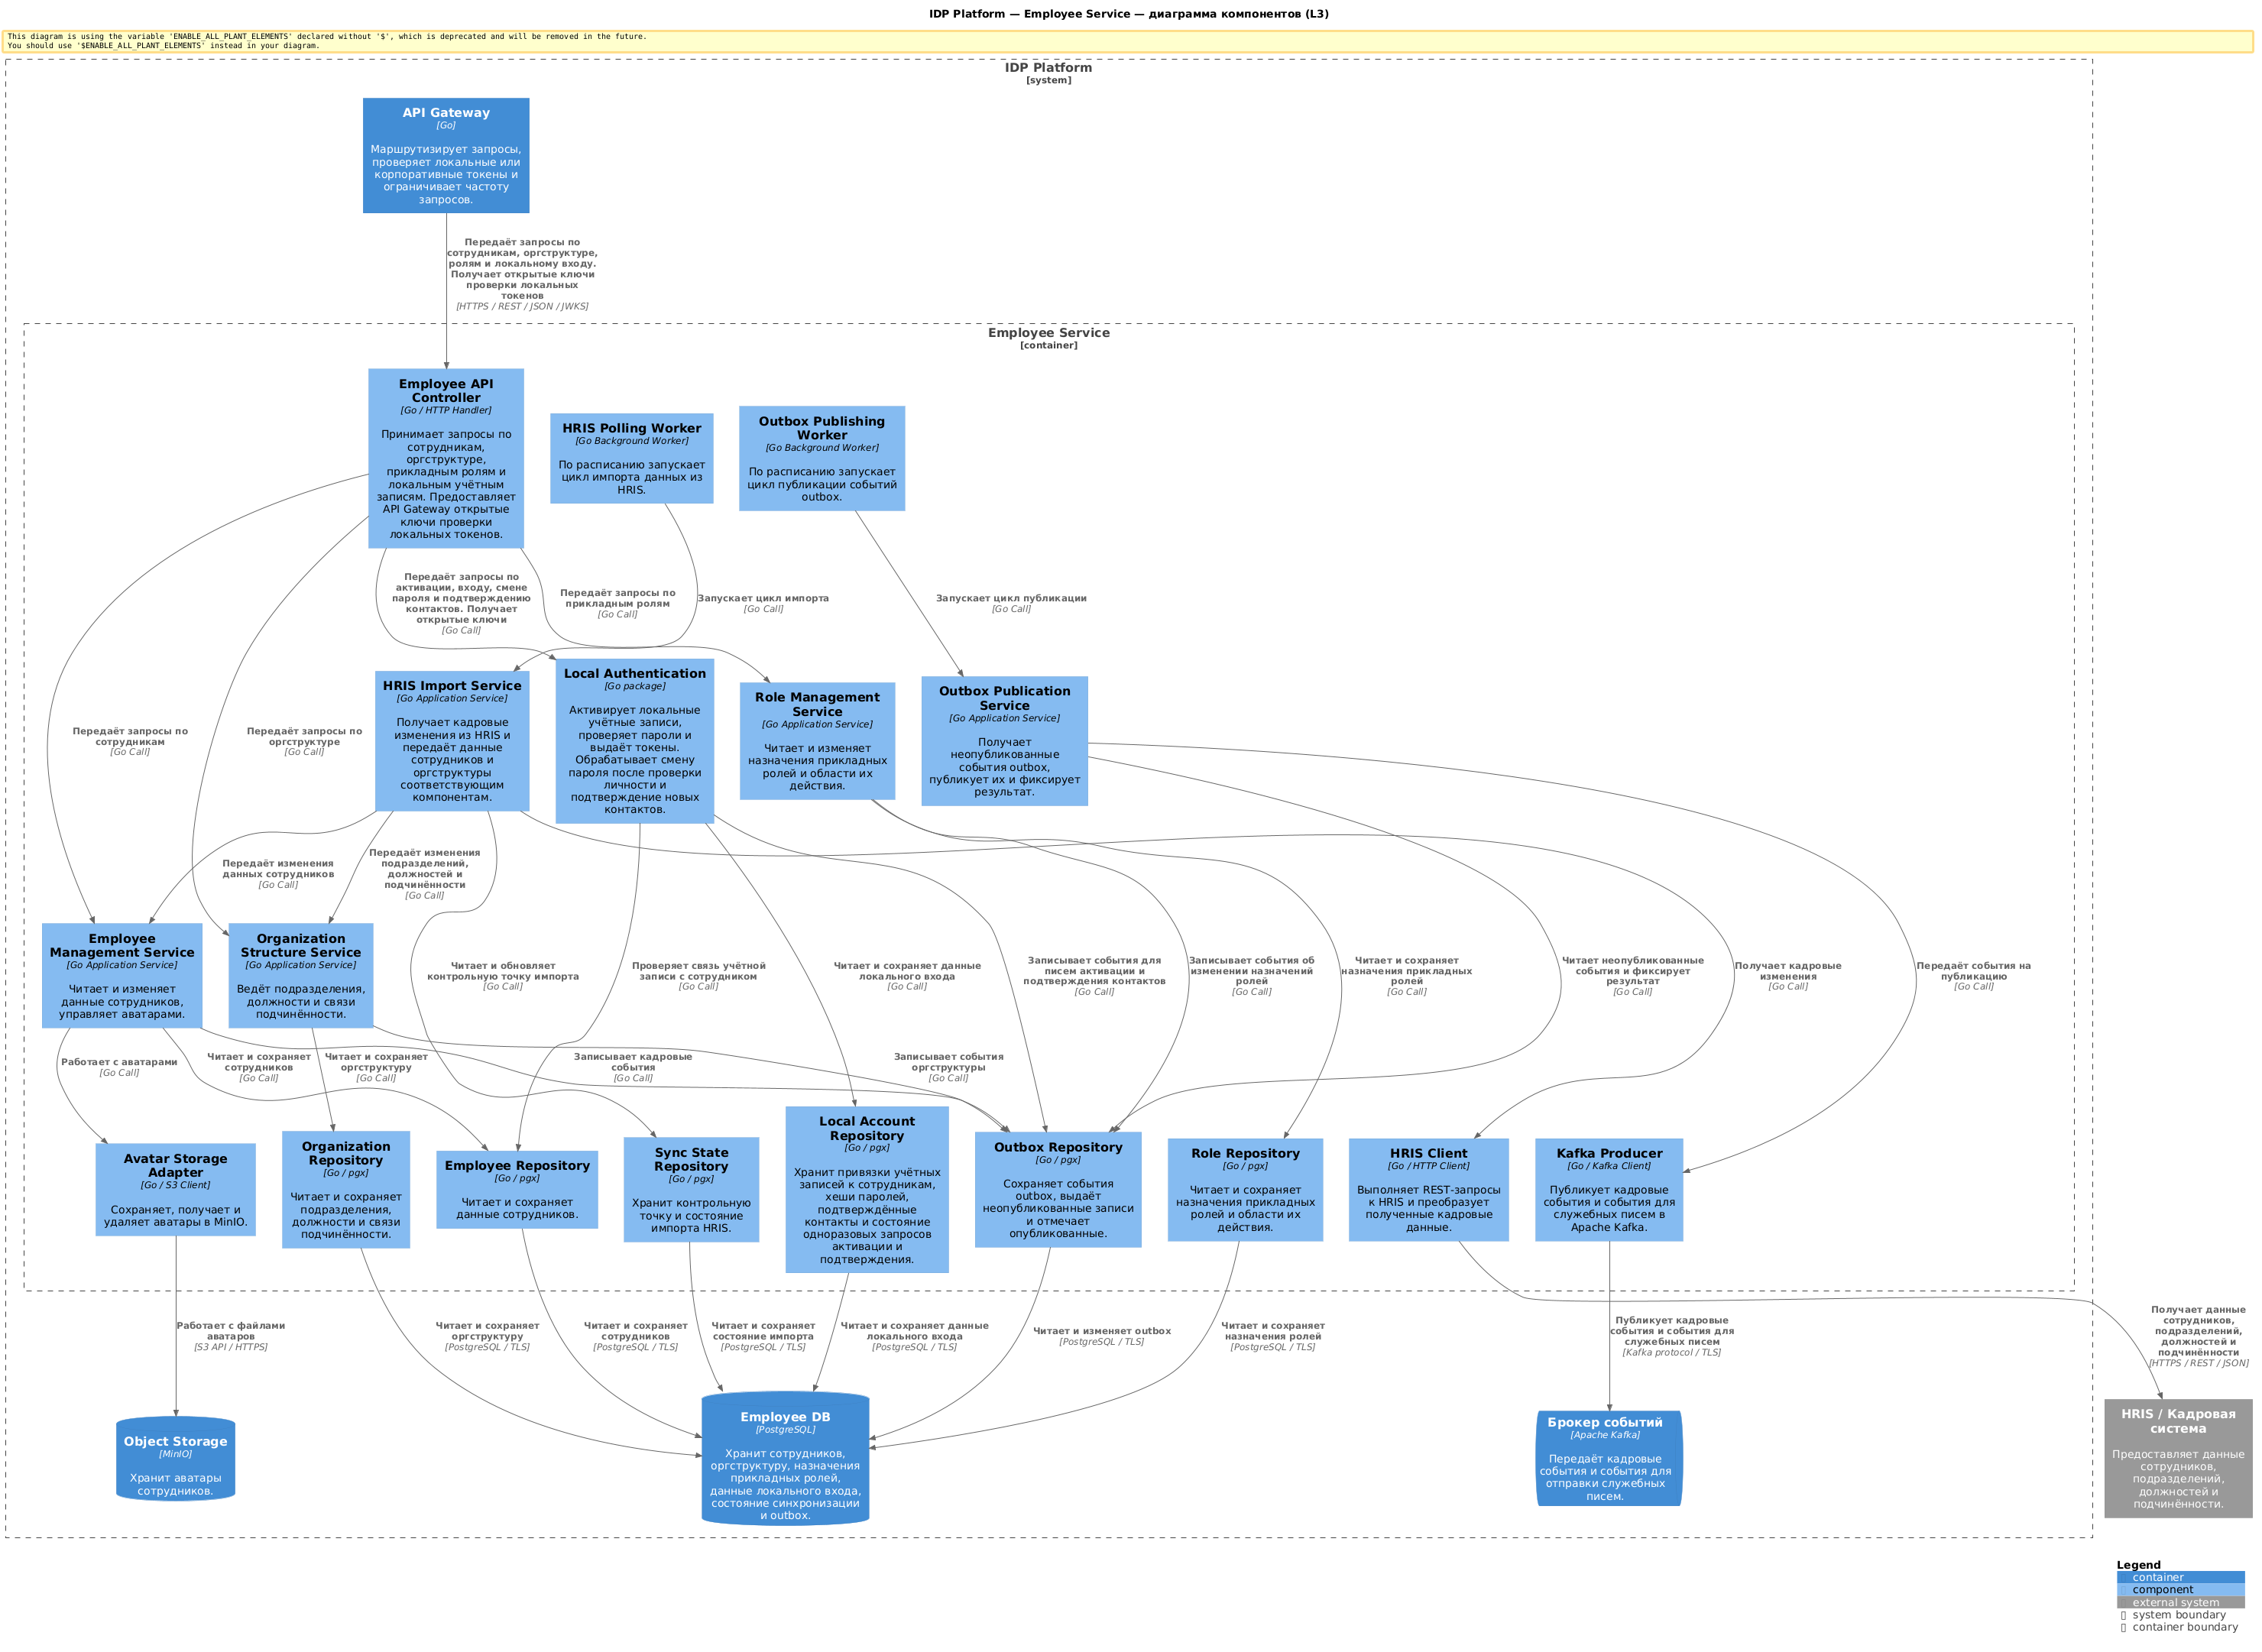 IDP Platform — Employee Service — диаграмма компонентов (L3)
This diagram is using the variable 'ENABLE_ALL_PLANT_ELEMENTS' declared without '$', which is deprecated and will be removed in the future.
You should use '$ENABLE_ALL_PLANT_ELEMENTS' instead in your diagram.
IDP Platform
[system]
API Gateway
[Go]
Маршрутизирует запросы,
проверяет локальные или
корпоративные токены и
ограничивает частоту
запросов.
Передаёт запросы по
сотрудникам, оргструктуре,
ролям и локальному входу.
Получает открытые ключи
проверки локальных
токенов
[HTTPS / REST / JSON / JWKS]
Employee Service
[container]
Employee API
Controller
[Go / HTTP Handler]
Принимает запросы по
сотрудникам,
оргструктуре,
прикладным ролям и
локальным учётным
записям. Предоставляет
API Gateway открытые
ключи проверки
локальных токенов.
HRIS Polling Worker
[Go Background Worker]
По расписанию запускает
цикл импорта данных из
HRIS.
Outbox Publishing
Worker
[Go Background Worker]
По расписанию запускает
цикл публикации событий
outbox.
Передаёт запросы по
активации, входу, смене
пароля и подтверждению
контактов. Получает
открытые ключи
[Go Call]
Передаёт запросы по
прикладным ролям
[Go Call]
Запускает цикл импорта
[Go Call]
Запускает цикл публикации
[Go Call]
Передаёт запросы по
сотрудникам
[Go Call]
Передаёт запросы по
оргструктуре
[Go Call]
HRIS Import Service
[Go Application Service]
Получает кадровые
изменения из HRIS и
передаёт данные
сотрудников и
оргструктуры
соответствующим
компонентам.
Local Authentication
[Go package]
Активирует локальные
учётные записи,
проверяет пароли и
выдаёт токены.
Обрабатывает смену
пароля после проверки
личности и
подтверждение новых
контактов.
Role Management
Service
[Go Application Service]
Читает и изменяет
назначения прикладных
ролей и области их
действия.
Outbox Publication
Service
[Go Application Service]
Получает
неопубликованные
события outbox,
публикует их и фиксирует
результат.
Передаёт изменения
данных сотрудников
[Go Call]
Передаёт изменения
подразделений,
должностей и
подчинённости
[Go Call]
Employee
Management Service
[Go Application Service]
Читает и изменяет
данные сотрудников,
управляет аватарами.
Organization
Structure Service
[Go Application Service]
Ведёт подразделения,
должности и связи
подчинённости.
Читает и обновляет
контрольную точку импорта
[Go Call]
Проверяет связь учётной
записи с сотрудником
[Go Call]
Читает и сохраняет данные
локального входа
[Go Call]
Записывает события для
писем активации и
подтверждения контактов
[Go Call]
Записывает события об
изменении назначений
ролей
[Go Call]
Читает и сохраняет
назначения прикладных
ролей
[Go Call]
Читает неопубликованные
события и фиксирует
результат
[Go Call]
Получает кадровые
изменения
[Go Call]
Передаёт события на
публикацию
[Go Call]
Работает с аватарами
[Go Call]
Читает и сохраняет
сотрудников
[Go Call]
Читает и сохраняет
оргструктуру
[Go Call]
Записывает кадровые
события
[Go Call]
Записывает события
оргструктуры
[Go Call]
Avatar Storage
Adapter
[Go / S3 Client]
Сохраняет, получает и
удаляет аватары в MinIO.
Organization
Repository
[Go / pgx]
Читает и сохраняет
подразделения,
должности и связи
подчинённости.
Employee Repository
[Go / pgx]
Читает и сохраняет
данные сотрудников.
Sync State
Repository
[Go / pgx]
Хранит контрольную
точку и состояние
импорта HRIS.
Local Account
Repository
[Go / pgx]
Хранит привязки учётных
записей к сотрудникам,
хеши паролей,
подтверждённые
контакты и состояние
одноразовых запросов
активации и
подтверждения.
Outbox Repository
[Go / pgx]
Сохраняет события
outbox, выдаёт
неопубликованные записи
и отмечает
опубликованные.
Role Repository
[Go / pgx]
Читает и сохраняет
назначения прикладных
ролей и области их
действия.
HRIS Client
[Go / HTTP Client]
Выполняет REST-запросы
к HRIS и преобразует
полученные кадровые
данные.
Kafka Producer
[Go / Kafka Client]
Публикует кадровые
события и события для
служебных писем в
Apache Kafka.
Работает с файлами
аватаров
[S3 API / HTTPS]
Читает и сохраняет
оргструктуру
[PostgreSQL / TLS]
Читает и сохраняет
сотрудников
[PostgreSQL / TLS]
Читает и сохраняет
состояние импорта
[PostgreSQL / TLS]
Читает и сохраняет данные
локального входа
[PostgreSQL / TLS]
Читает и изменяет outbox
[PostgreSQL / TLS]
Читает и сохраняет
назначения ролей
[PostgreSQL / TLS]
Публикует кадровые
события и события для
служебных писем
[Kafka protocol / TLS]
Получает данные
сотрудников,
подразделений,
должностей и
подчинённости
[HTTPS / REST / JSON]
Object Storage
[MinIO]
Хранит аватары
сотрудников.
Employee DB
[PostgreSQL]
Хранит сотрудников,
оргструктуру, назначения
прикладных ролей,
данные локального входа,
состояние синхронизации
и outbox.
Брокер событий
[Apache Kafka]
Передаёт кадровые
события и события для
отправки служебных
писем.
HRIS / Кадровая
система
Предоставляет данные
сотрудников,
подразделений,
должностей и
подчинённости.
Legend
container
component
external system
system boundary
container boundary